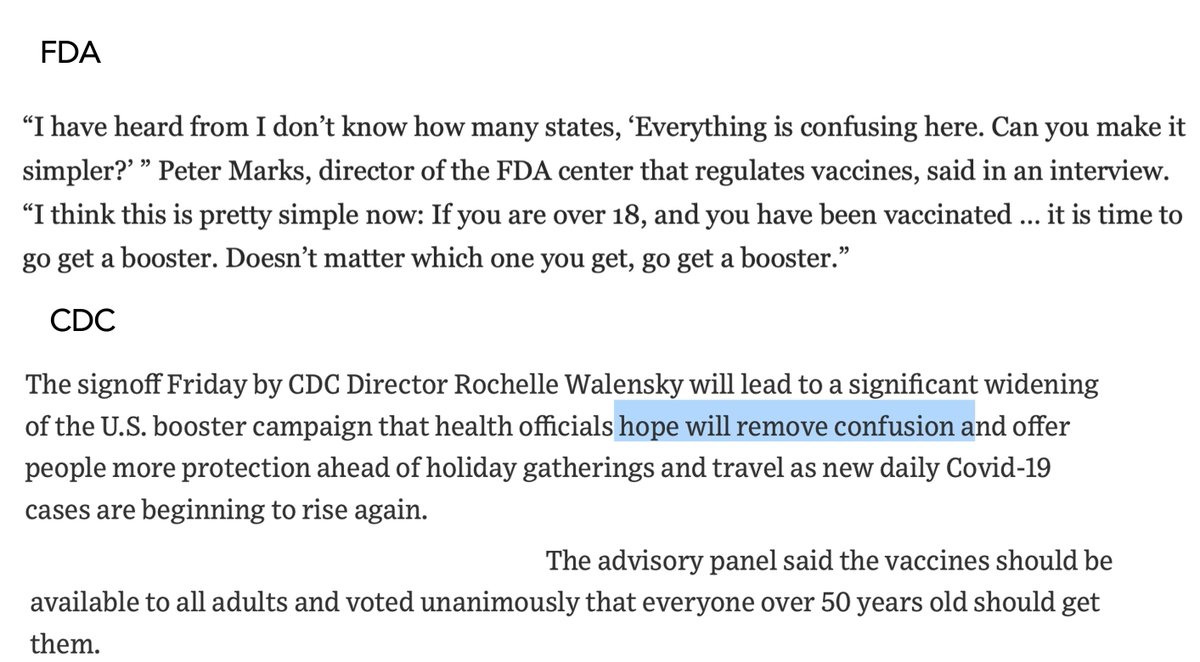 FDA
“I have heard from I don’t know how many states, ‘Everything is confusing here. Can you make it
simpler?’ ” Peter Marks, director of the FDA center that regulates vaccines, said in an interview.
“I think this is pretty simple now: If you are over 18, and you have been vaccinated ... it is time to
go get a booster. Doesn’t matter which one you get, go get a booster.”
CDC
The signoff Friday by CDC Director Rochelle Walensky will lead to a significant widening
of the U.S. booster campaign that health officials hope will remove confusion and offer
people more protection ahead of holiday gatherings and travel as new daily Covid-19
cases are beginning to rise again.
The advisory panel said the vaccines should be
available to all adults and voted unanimously that everyone over 50 years old should get
them.